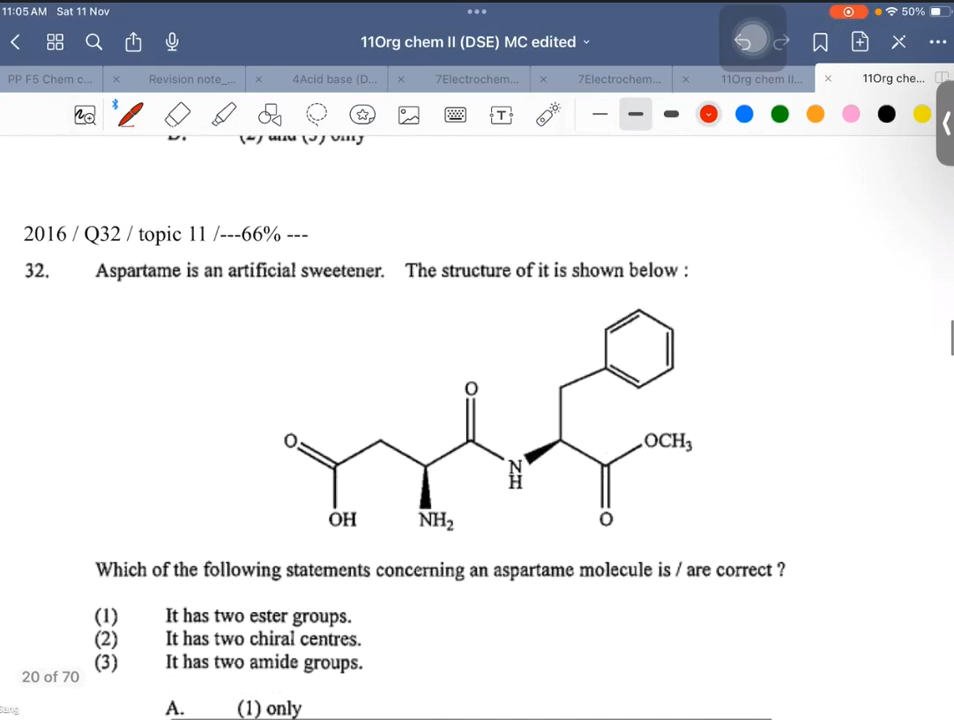 11:05 AM Sat 11 Nov
50%
11Org chem II (DSE) MC edited
PP F5 Chem c...
Revision note_...
4Acid base (D...
7Electrochem...
7Electrochem...
11Org chem II...
11Org che...
2016 / Q32 / topic 11 /---66% ---
32. Aspartame is an artificial sweetener. The structure of it is shown below :
O
O
OCH3
N
H
OH
NH2
O
Which of the following statements concerning an aspartame molecule is / are correct ?
(1) It has two ester groups.
(2) It has two chiral centres.
(3) It has two amide groups.
20 of 70
A. (1) only